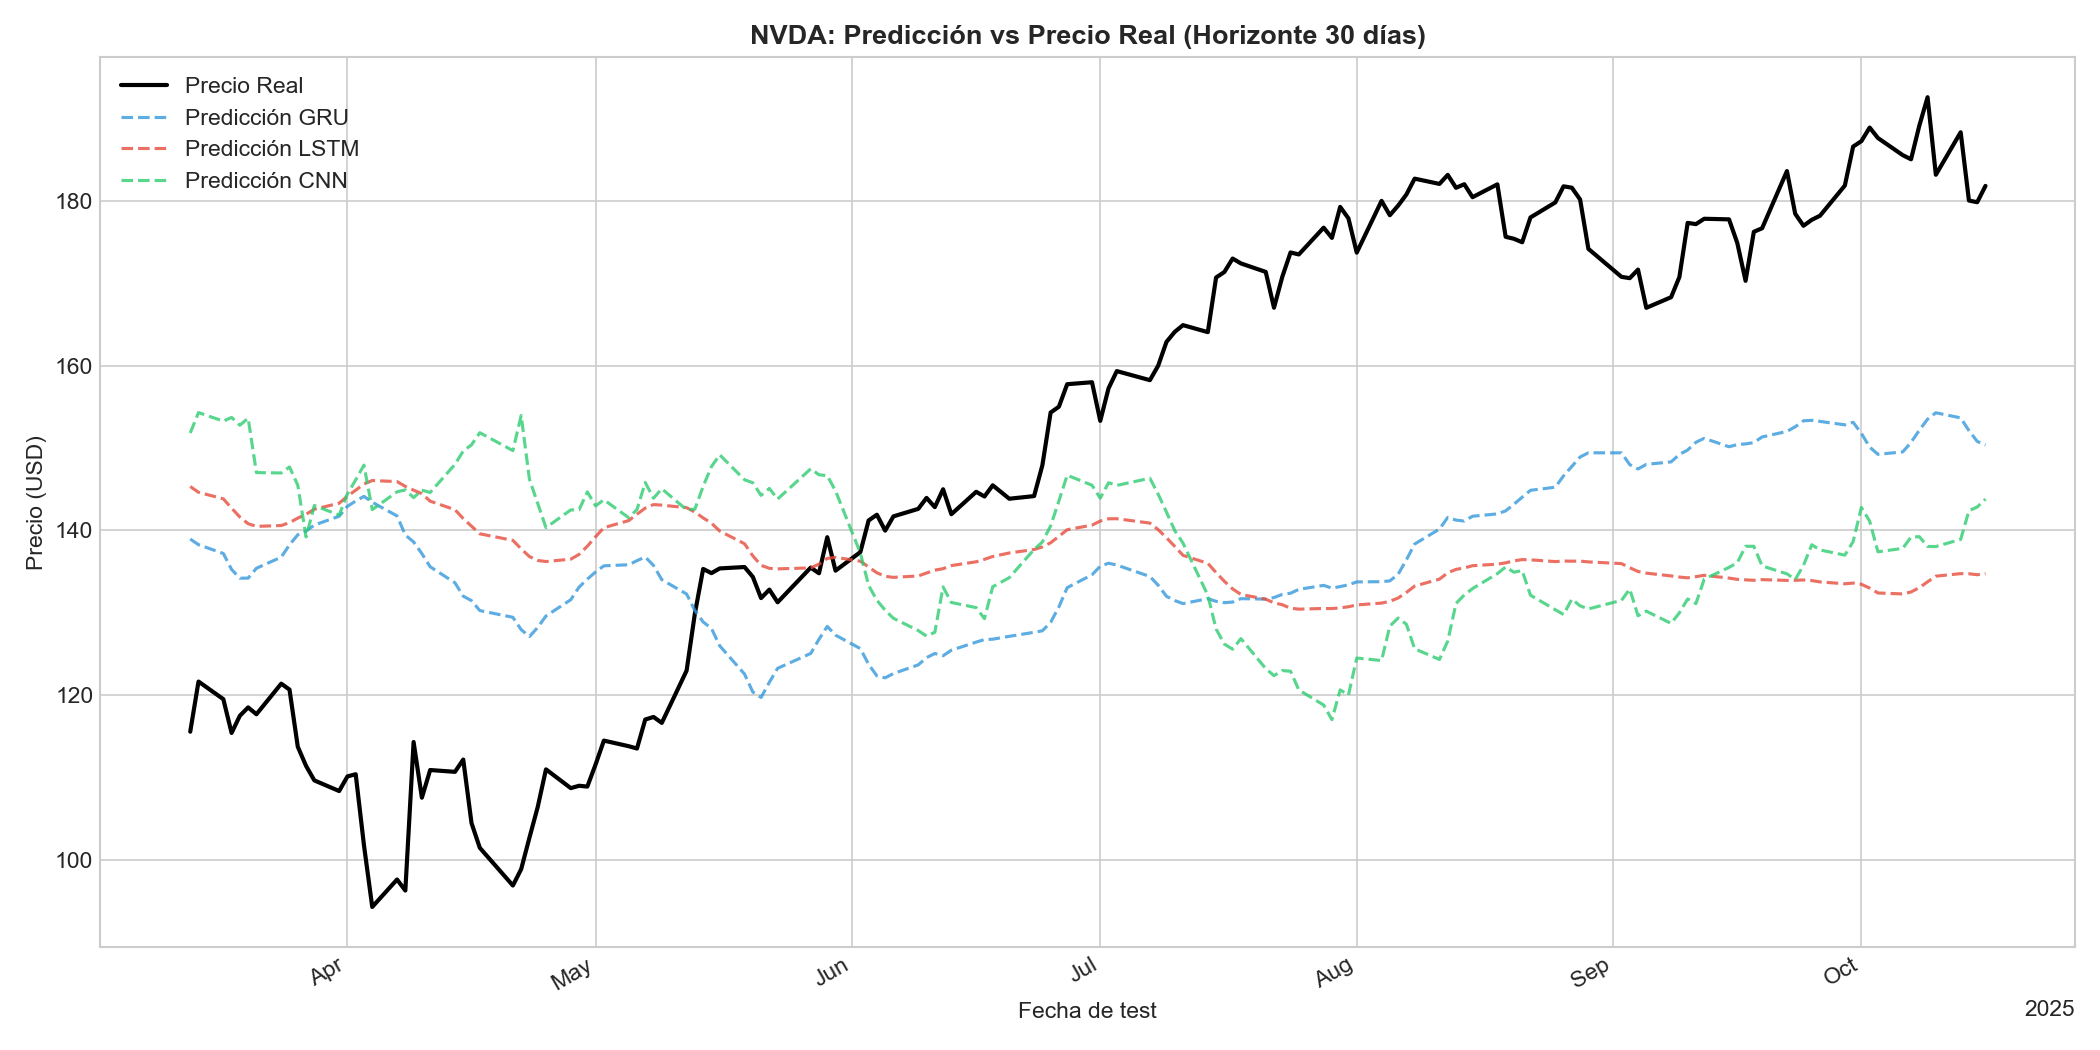 NVDA: Predicción vs Precio Real (Horizonte 30 días)
Precio Real
Predicción GRU
Predicción LSTM
Predicción CNN
Precio (USD)
180
160
140
120
100
Apr
May
Jun
Jul
Aug
Sep
Oct
Fecha de test
2025